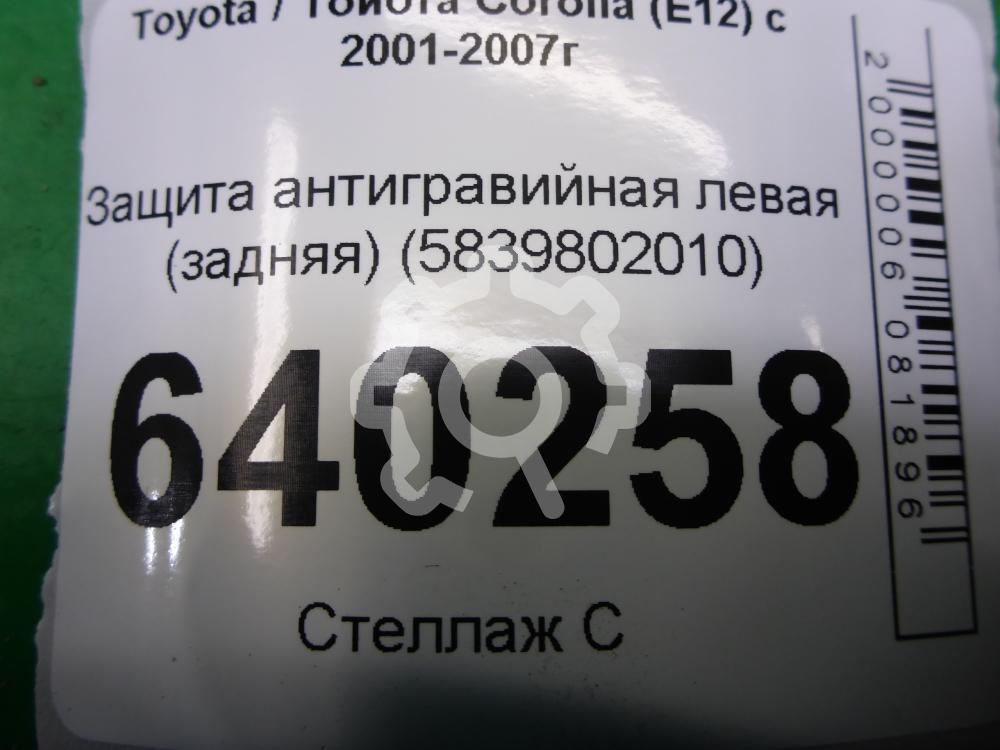 Toyota / Тойота Corolla (E12) с
2001-2007г
Защита антигравийная левая
(задняя) (5839802010)
640258
Стеллаж С
2000006081896